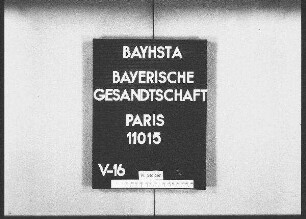 BAYHSTA
BAYERISCHE
GESANDTSCHAFT
PARIS
11015
V-16